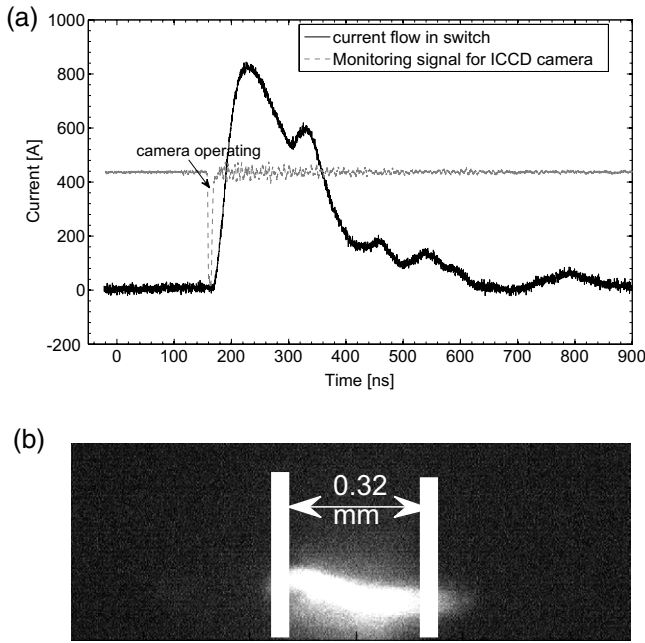 (a)
current flow in switch
Monitoring signal for ICCD camera
camera operating
Current [A]
1000
800
600
400
200
0
-200
0 100 200 300 400 500 600 700 800 900
Time [ns]
(b)
0.32
mm